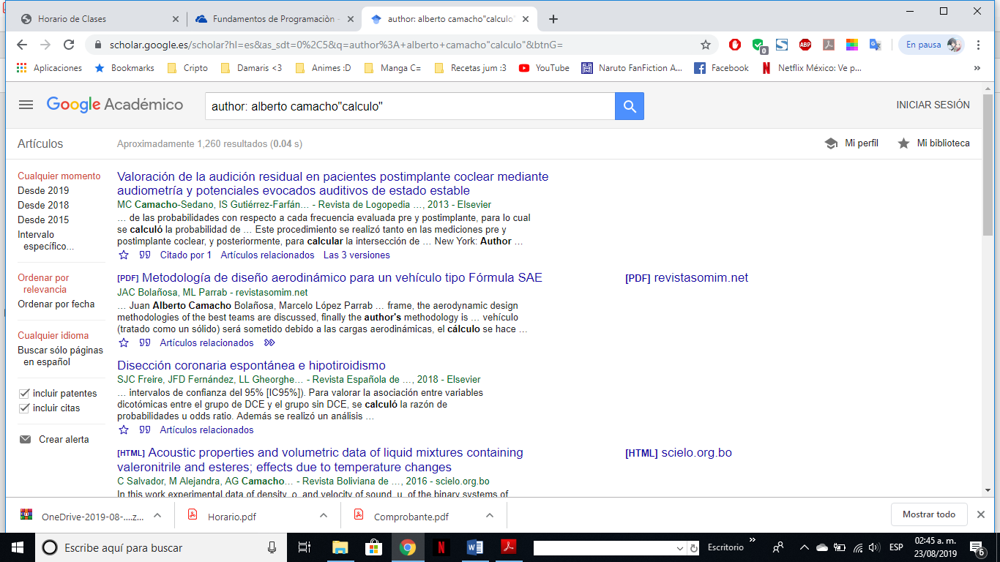 Horario de Clases
Fundamentos de Programaciòn -
author: alberto camacho"calculo"
scholar.google.es/scholar?hl=es&as_sdt=0%2C5&q=author%3A+alberto+camacho"calculo"&btnG=
0
ABP
En pausa
Aplicaciones
Bookmarks
Cripto
Damaris <3
Animes :D
Manga C=
Recetas jum :3
YouTube
Naruto FanFiction A...
Facebook
Netflix México: Ve p...
»
Google Académico
author: alberto camacho"calculo"
INICIAR SESIÓN
Artículos
Aproximadamente 1,260 resultados (0.04 s)
Mi perfil
Mi biblioteca
Cualquier momento
Desde 2019
Desde 2018
Desde 2015
Intervalo
específico...
Ordenar por
relevancia
Ordenar por fecha
Cualquier idioma
Buscar sólo páginas
en español
incluir patentes
incluir citas
Crear alerta
Valoración de la audición residual en pacientes postimplante coclear mediante
audiometría y potenciales evocados auditivos de estado estable
MC Camacho-Sedano, IS Gutiérrez-Farfán... - Revista de Logopedia ..., 2013 - Elsevier
... de las probabilidades con respecto a cada frecuencia evaluada pre y postimplante, para lo cual
se calculó la probabilidad de ... Este procedimiento se realizó tanto en las mediciones pre y
postimplante coclear, y posteriormente, para calcular la intersección de ... New York: Author ...
Citado por 1 Artículos relacionados Las 3 versiones
[PDF] Metodología de diseño aerodinámico para un vehículo tipo Fórmula SAE
[PDF] revistasomim.net
JAC Bolañosa, ML Parrab - revistasomim.net
... Juan Alberto Camacho Bolañosa, Marcelo López Parrab ... frame, the aerodynamic design
methodologies of the best teams are discussed, finally the author's methodology is ... vehículo
(tratado como un sólido) será sometido debido a las cargas aerodinámicas, el cálculo se hace ...
Artículos relacionados
Disección coronaria espontánea e hipotiroidismo
SJC Freire, JFD Fernández, LL Gheorghe... - Revista Española de ..., 2018 - Elsevier
... intervalos de confianza del 95% [IC95%]). Para valorar la asociación entre variables
dicotómicas entre el grupo de DCE y el grupo sin DCE, se calculó la razón de
probabilidades u odds ratio. Además se realizó un análisis ...
Artículos relacionados
[HTML] Acoustic properties and volumetric data of liquid mixtures containing
valeronitrile and esteres; effects due to temperature changes
[HTML] scielo.org.bo
C Salvador, M Alejandra, AG Camacho... - Revista Boliviana de ..., 2016 - scielo.org.bo
In this work experimental data of density, ρ, and velocity of sound, u, of the binary systems of
OneDrive-2019-08-....z...
Horario.pdf
Comprobante.pdf
Mostrar todo
Escribe aquí para buscar
Escritorio
»
ESP
02:45 a. m.
23/08/2019
6